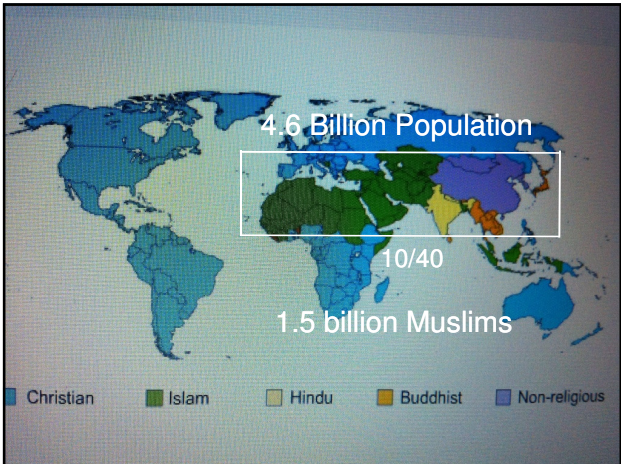 4.6 Billion Population
10/40
1.5 billion Muslims
Christian
Islam
Hindu
Buddhist
Non-religious